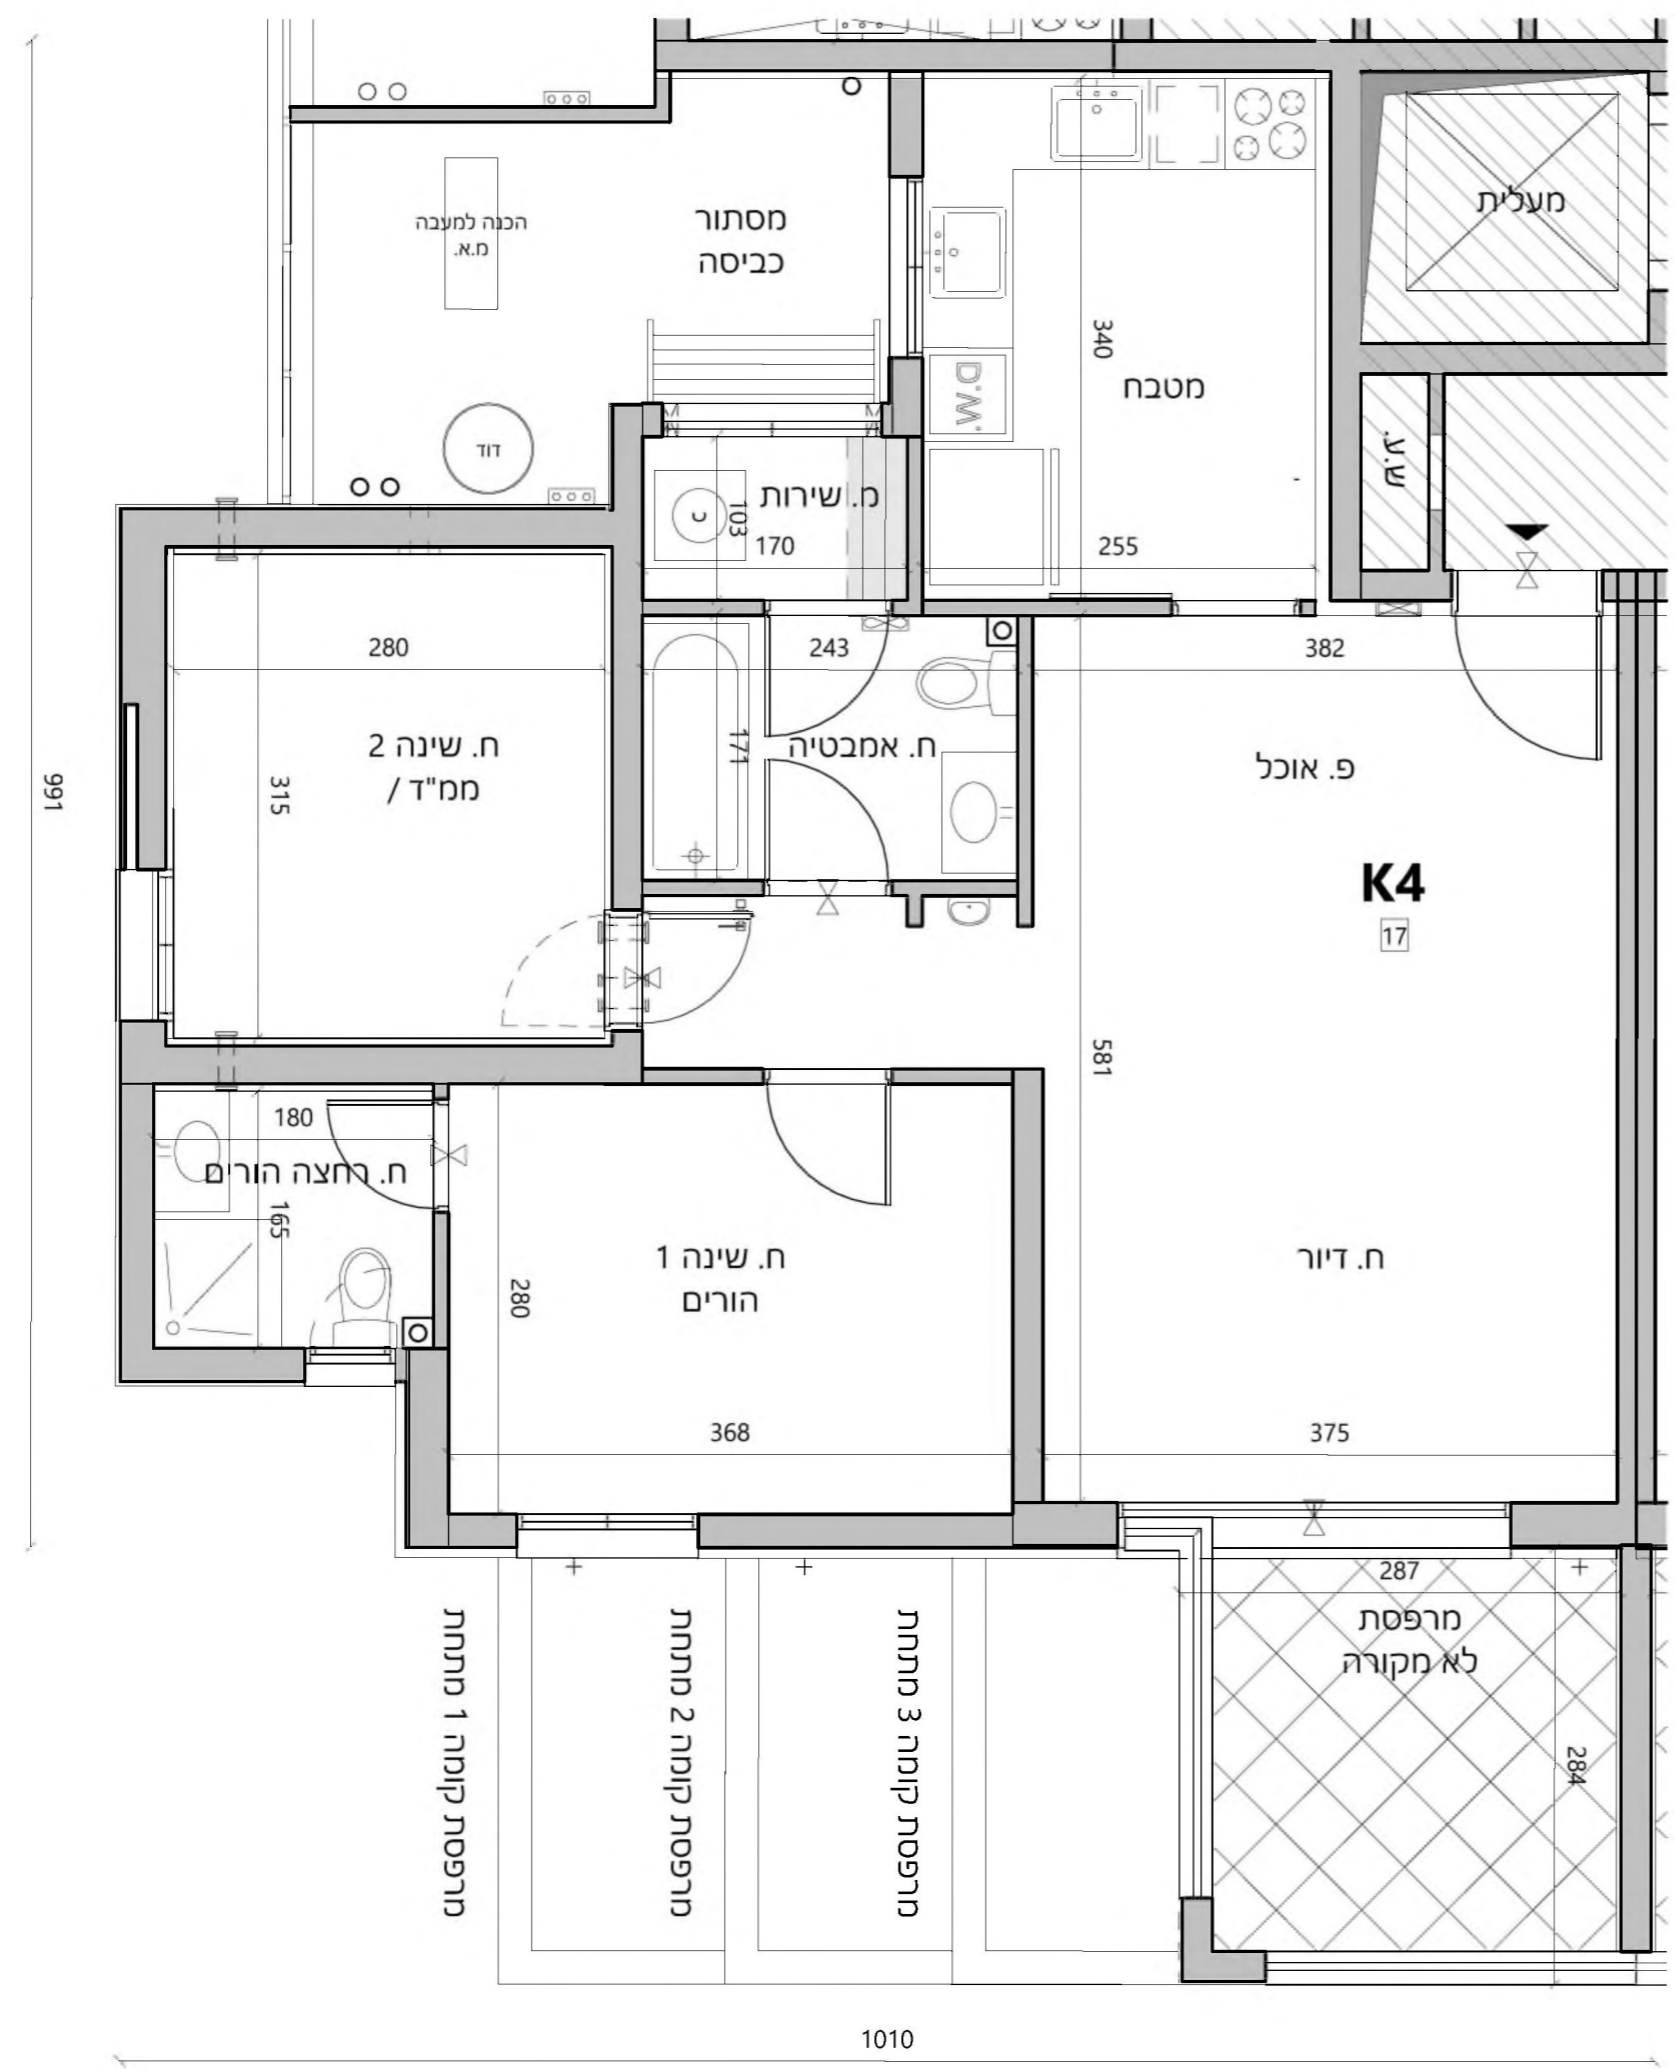 הכנה למעבה
מ.א.
מסתור
כביסה
מעלית
340
מטבח
D.W.
ש.ע.
דוד
מ. שירות
כ
103
170
255
280
243
382
ח. שינה 2
/ ממ"ד
315
171
ח. אמבטיה
פ. אוכל
991
K4
17
581
180
ח. רחצה הורים
165
ח. שינה 1
הורים
280
ח. דיור
368
375
287
מרפסת
לא מקורה
284
מרפסת קומה 1 מתחת
מרפסת קומה 2 מתחת
מרפסת קומה 3 מתחת
1010